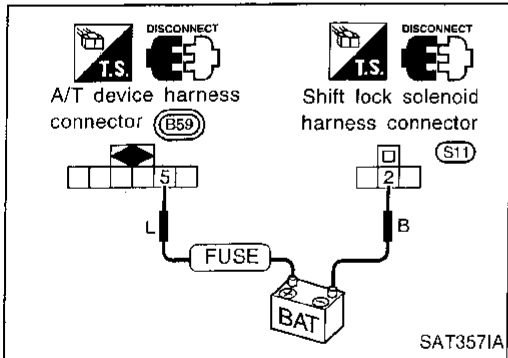 DISCONNECT
T.S.
A/T device harness
connector B59
DISCONNECT
T.S.
Shift lock solenoid
harness connector
S11
5
2
L
B
FUSE
BAT
SAT357IA